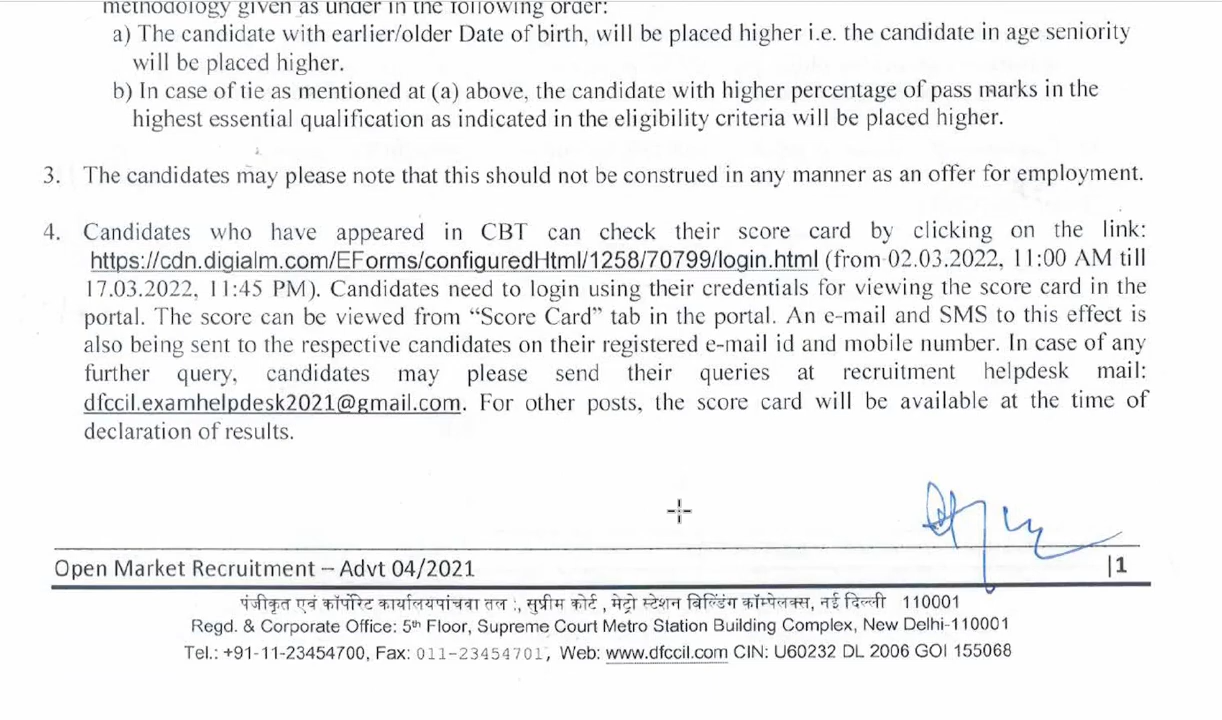 methodology given as under in the following order:
a) The candidate with earlier/older Date of birth, will be placed higher i.e. the candidate in age seniority
will be placed higher.
b) In case of tie as mentioned at (a) above, the candidate with higher percentage of pass marks in the
highest essential qualification as indicated in the eligibility criteria will be placed higher.
3. The candidates may please note that this should not be construed in any manner as an offer for employment.
4. Candidates who have appeared in CBT can check their score card by clicking on the link:
https://cdn.digialm.com/EForms/configuredHtml/1258/70799/login.html (from 02.03.2022, 11:00 AM till
17.03.2022, 11:45 PM). Candidates need to login using their credentials for viewing the score card in the
portal. The score can be viewed from “Score Card” tab in the portal. An e-mail and SMS to this effect is
also being sent to the respective candidates on their registered e-mail id and mobile number. In case of any
further query, candidates may please send their queries at recruitment helpdesk mail:
dfccil.examhelpdesk2021@gmail.com. For other posts, the score card will be available at the time of
declaration of results.
Open Market Recruitment – Advt 04/2021 |1
पंजीकृत एवं कॉर्पोरेट कार्यालयपांचवा तल :, सुप्रीम कोर्ट , मेट्रो स्टेशन बिल्डिंग कॉम्पेलक्स, नई दिल्ली 110001
Regd. & Corporate Office: 5th Floor, Supreme Court Metro Station Building Complex, New Delhi-110001
Tel.: +91-11-23454700, Fax: 011-23454701, Web: www.dfccil.com CIN: U60232 DL 2006 GOI 155068